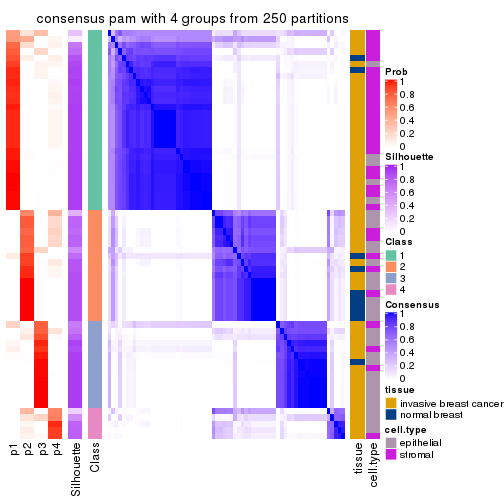 consensus pam with 4 groups from 250 partitions
Prob
1
0.8
0.6
0.4
0.2
0
Silhouette
1
0.8
0.6
0.4
0.2
0
Class
1
2
3
4
Consensus
1
0.8
0.6
0.4
0.2
0
tissue
invasive breast cancer
normal breast
cell.type
epithelial
stromal
p1
p2
p3
p4
Silhouette
Class
tissue
cell.type